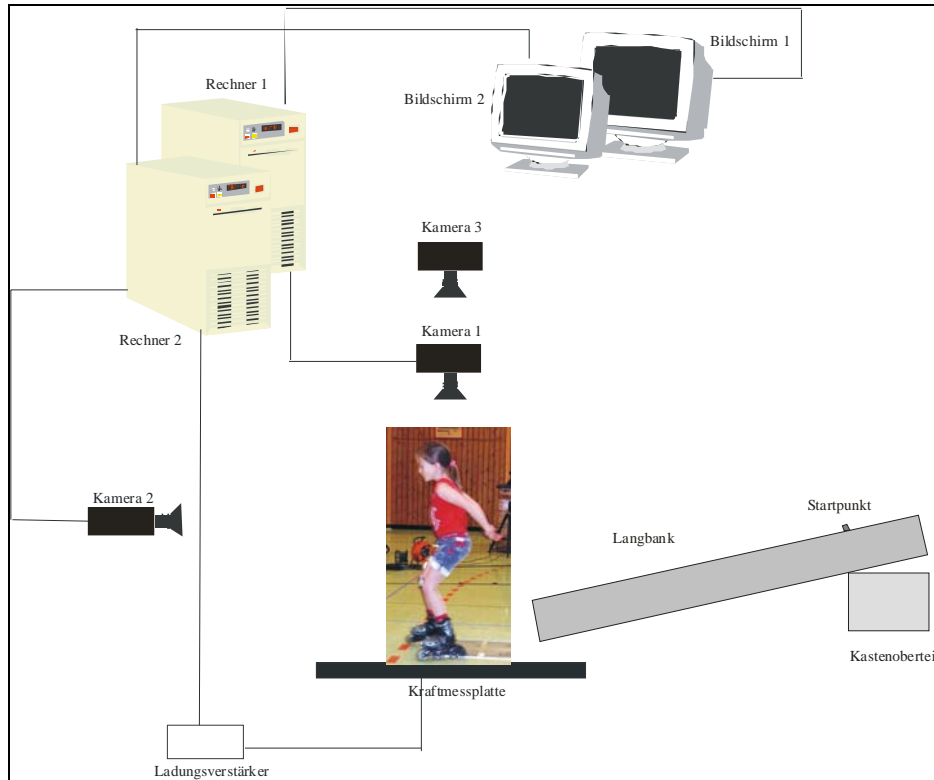 Bildschirm 1
Rechner 1
Bildschirm 2
Kamera 3
Kamera 1
Rechner 2
Kamera 2
Startpunkt
Langbank
Kastenobertei
Kraftmessplatte
Ladungsverstärker